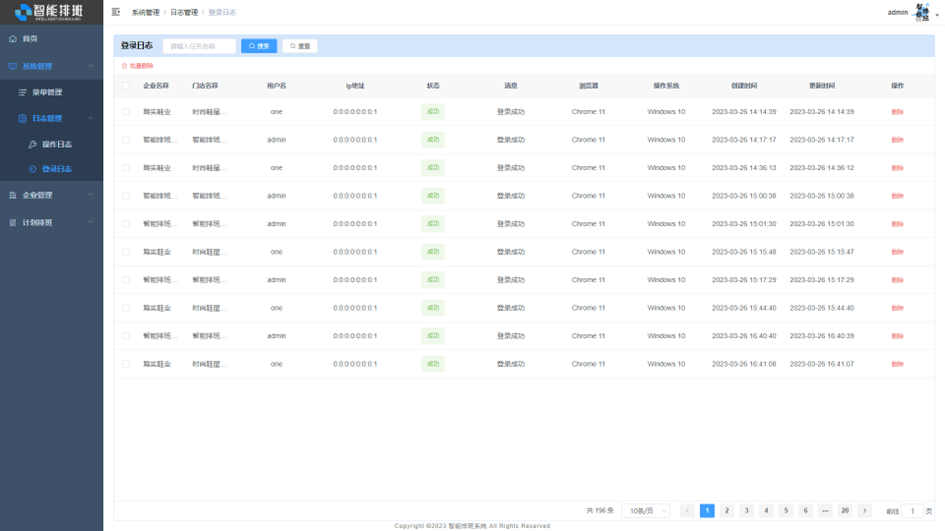 智能排班
INTELLIGENT SCHEDULING
系统管理 / 日志管理 / 登录日志
admin
首页
系统管理
菜单管理
日志管理
操作日志
登录日志
企业管理
计划排班
登录日志 请输入任务名称 搜索 重置
批量删除
企业名称 门店名称 用户名 ip地址 状态 消息 浏览器 操作系统 创建时间 更新时间 操作
踏实鞋业 时尚鞋屋... one 0:0:0:0:0:0:0:1 成功 登录成功 Chrome 11 Windows 10 2023-03-26 14:14:39 2023-03-26 14:14:39 删除
智能排班... 智能排班... admin 0:0:0:0:0:0:0:1 成功 登录成功 Chrome 11 Windows 10 2023-03-26 14:17:17 2023-03-26 14:17:17 删除
踏实鞋业 时尚鞋屋... one 0:0:0:0:0:0:0:1 成功 登录成功 Chrome 11 Windows 10 2023-03-26 14:36:13 2023-03-26 14:36:12 删除
智能排班... 智能排班... admin 0:0:0:0:0:0:0:1 成功 登录成功 Chrome 11 Windows 10 2023-03-26 15:00:38 2023-03-26 15:00:38 删除
智能排班... 智能排班... admin 0:0:0:0:0:0:0:1 成功 登录成功 Chrome 11 Windows 10 2023-03-26 15:01:30 2023-03-26 15:01:30 删除
踏实鞋业 时尚鞋屋... one 0:0:0:0:0:0:0:1 成功 登录成功 Chrome 11 Windows 10 2023-03-26 15:15:48 2023-03-26 15:15:47 删除
智能排班... 智能排班... admin 0:0:0:0:0:0:0:1 成功 登录成功 Chrome 11 Windows 10 2023-03-26 15:17:29 2023-03-26 15:17:29 删除
踏实鞋业 时尚鞋屋... one 0:0:0:0:0:0:0:1 成功 登录成功 Chrome 11 Windows 10 2023-03-26 15:44:40 2023-03-26 15:44:40 删除
智能排班... 智能排班... admin 0:0:0:0:0:0:0:1 成功 登录成功 Chrome 11 Windows 10 2023-03-26 16:40:40 2023-03-26 16:40:39 删除
踏实鞋业 时尚鞋屋... one 0:0:0:0:0:0:0:1 成功 登录成功 Chrome 11 Windows 10 2023-03-26 16:41:08 2023-03-26 16:41:07 删除
共 196 条 10条/页 < 1 2 3 4 5 6 ... 20 > 前往 1 页
Copyright ©2023 智能排班系统 All Rights Reserved